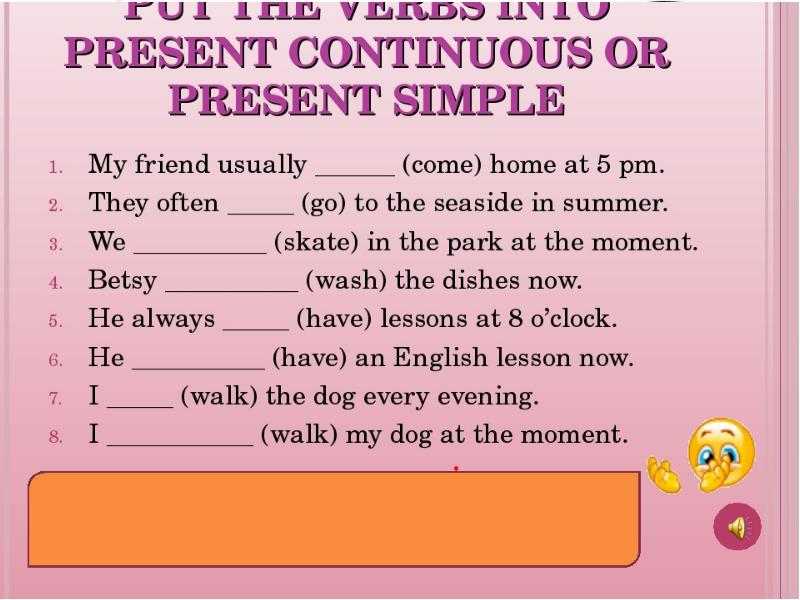 PUT THE VERBS INTO
PRESENT CONTINUOUS OR
PRESENT SIMPLE
1. My friend usually ______ (come) home at 5 pm.
2. They often _____ (go) to the seaside in summer.
3. We __________ (skate) in the park at the moment.
4. Betsy __________ (wash) the dishes now.
5. He always _____ (have) lessons at 8 o’clock.
6. He __________ (have) an English lesson now.
7. I _____ (walk) the dog every evening.
8. I ___________ (walk) my dog at the moment.